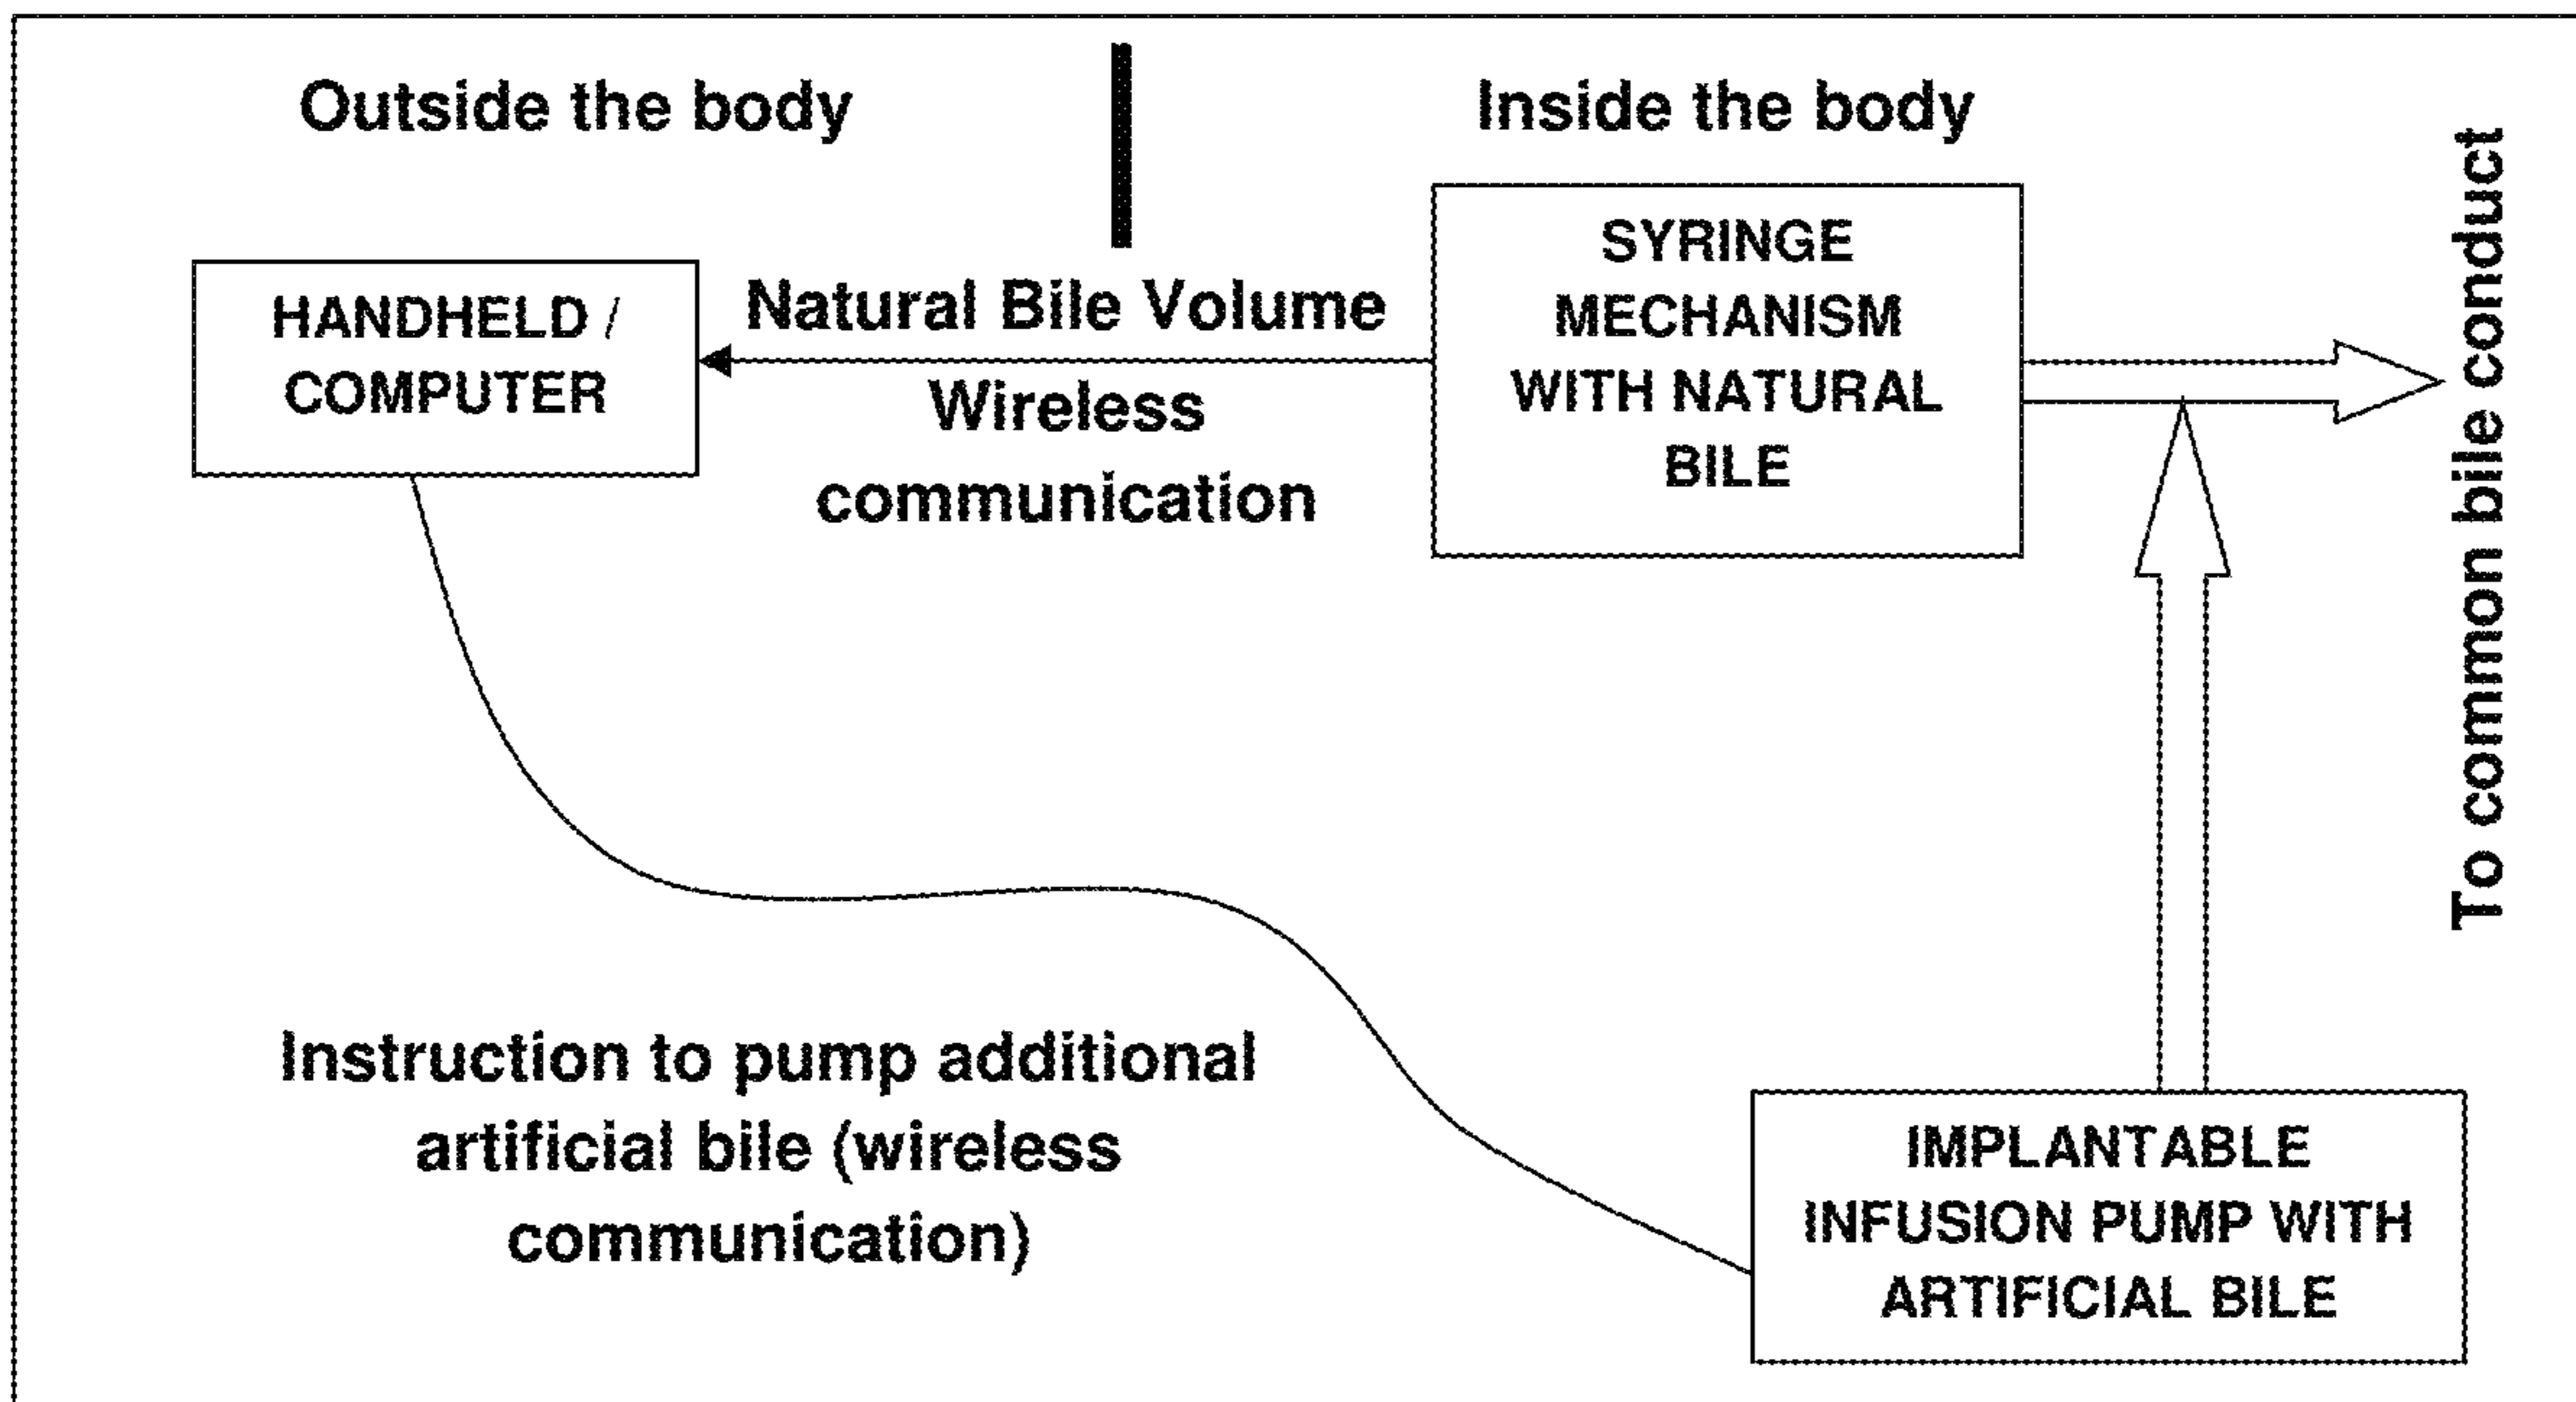 Outside the body
Inside the body
HANDHELD /
COMPUTER
Natural Bile Volume
Wireless
communication
SYRINGE
MECHANISM
WITH NATURAL
BILE
To common bile conduct
Instruction to pump additional
artificial bile (wireless
communication)
IMPLANTABLE
INFUSION PUMP WITH
ARTIFICIAL BILE